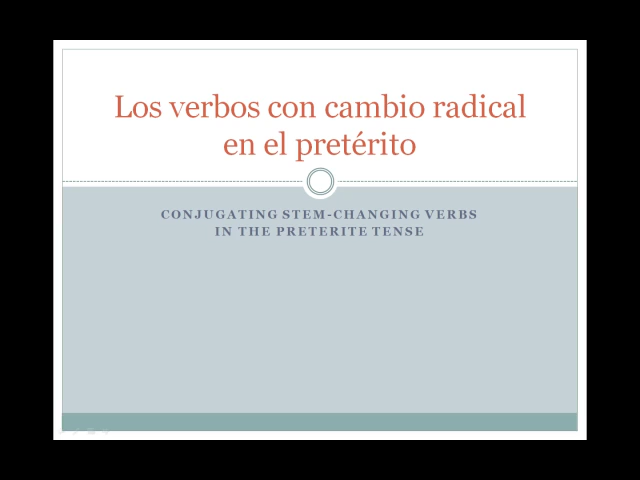 Los verbos con cambio radical
en el pretérito
CONJUGATING STEM-CHANGING VERBS
IN THE PRETERITE TENSE